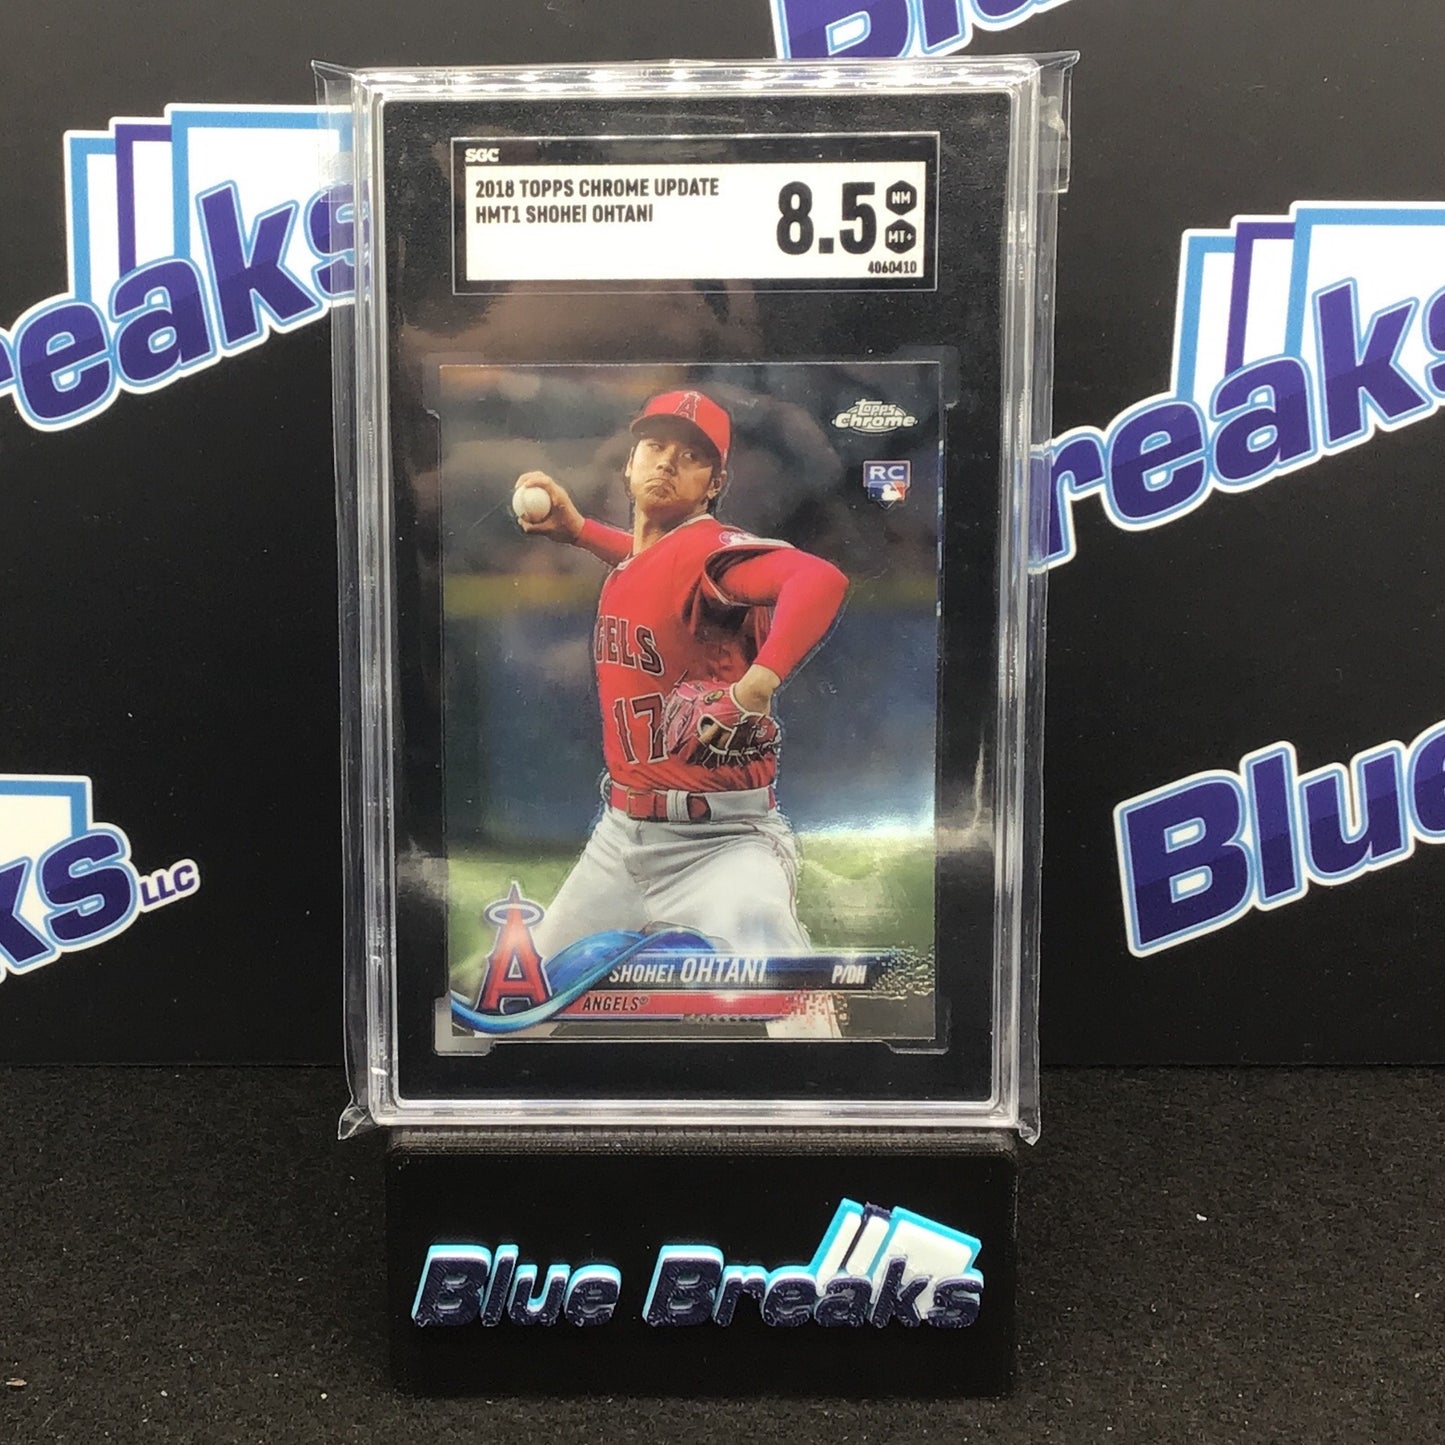 Blue
Breaks
Breaks
Breaks
LLC
Blue
SGC
2018 TOPPS CHROME UPDATE
HMT1 SHOHEI OHTANI
8.5
NM
MT+
4060410
Topps
Chrome
RC
GELS
17
A
SHOHEI OHTANI P/DH
ANGELS®
Blue Breaks